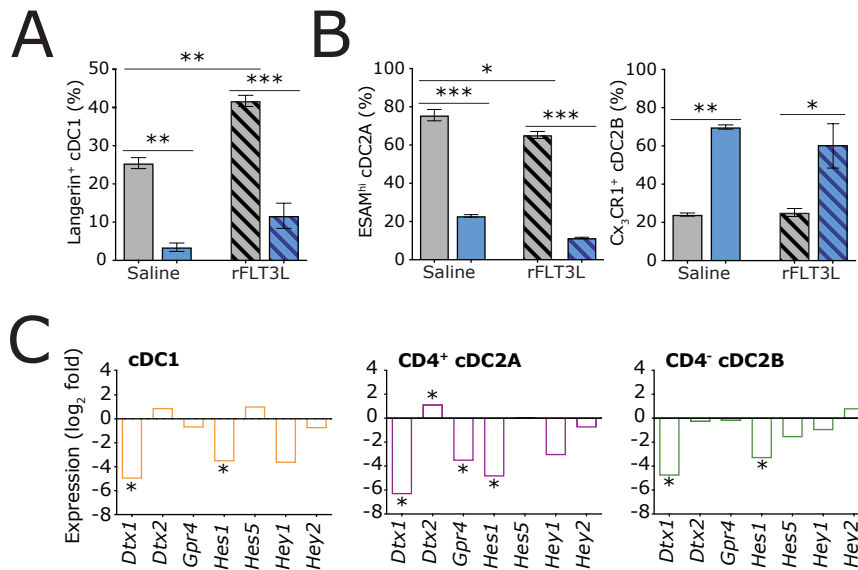 A
Langerin⁺ cDC1 (%)
50
40
30
20
10
0
**
***
**
Saline
rFLT3L
B
ESAMʰⁱ cDC2A (%)
100
80
60
40
20
0
*
***
***
Saline
rFLT3L
Cx₃CR1⁺ cDC2B (%)
100
80
60
40
20
0
**
*
Saline
rFLT3L
C
Expression (log₂ fold)
cDC1
4
2
0
-2
-4
-6
-8
*
*
Dtx1
Dtx2
Gpr4
Hes1
Hes5
Hey1
Hey2
CD4⁺ cDC2A
4
2
0
-2
-4
-6
-8
*
*
*
*
Dtx1
Dtx2
Gpr4
Hes1
Hes5
Hey1
Hey2
CD4⁻ cDC2B
4
2
0
-2
-4
-6
-8
*
*
Dtx1
Dtx2
Gpr4
Hes1
Hes5
Hey1
Hey2